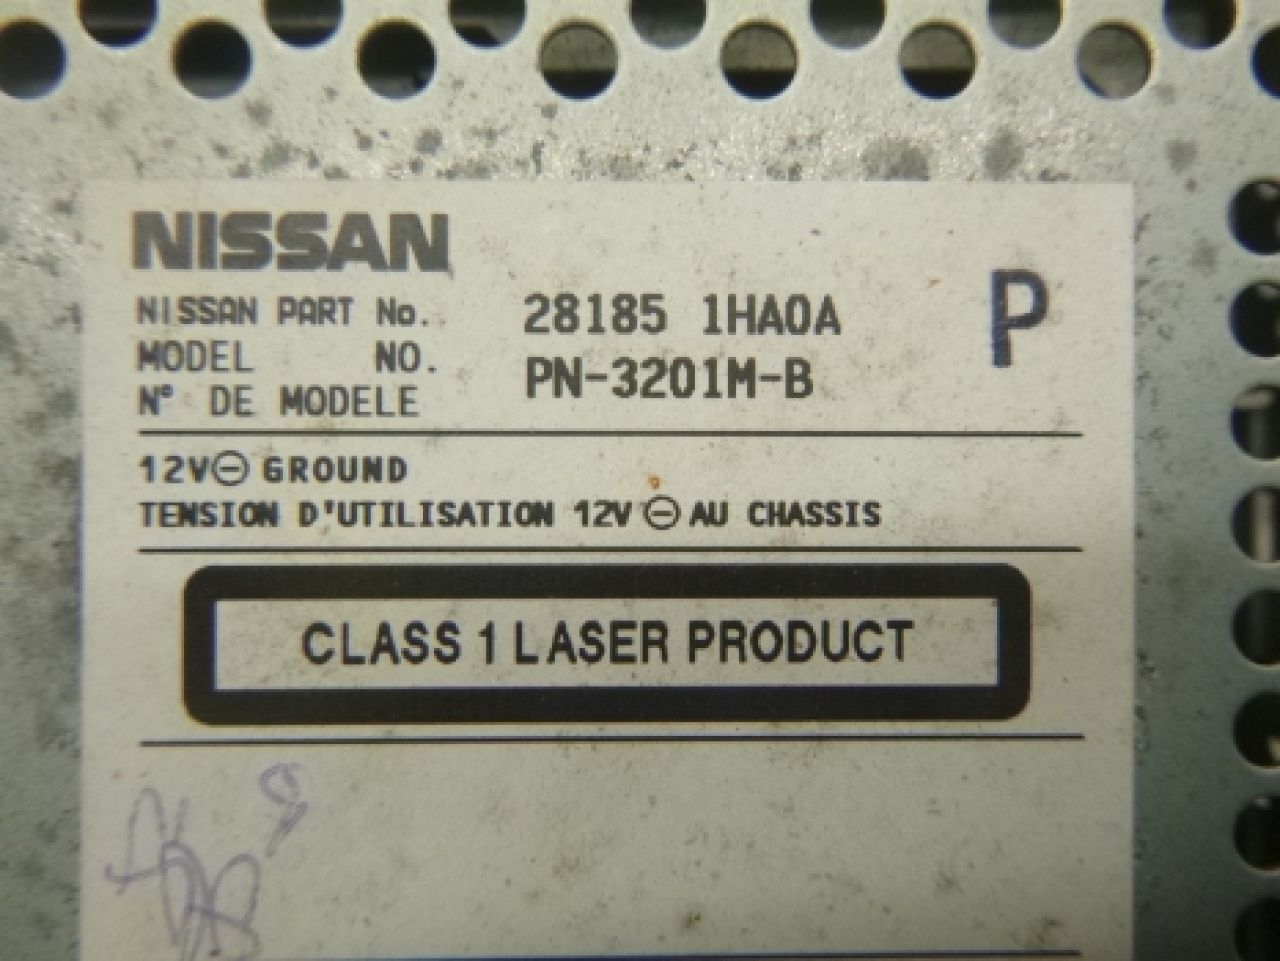 NISSAN
NISSAN PART No. 28185 1HA0A
P
MODEL NO. PN-3201M-B
N° DE MODELE
12V⊖ GROUND
TENSION D'UTILISATION 12V ⊖ AU CHASSIS
CLASS 1 LASER PRODUCT